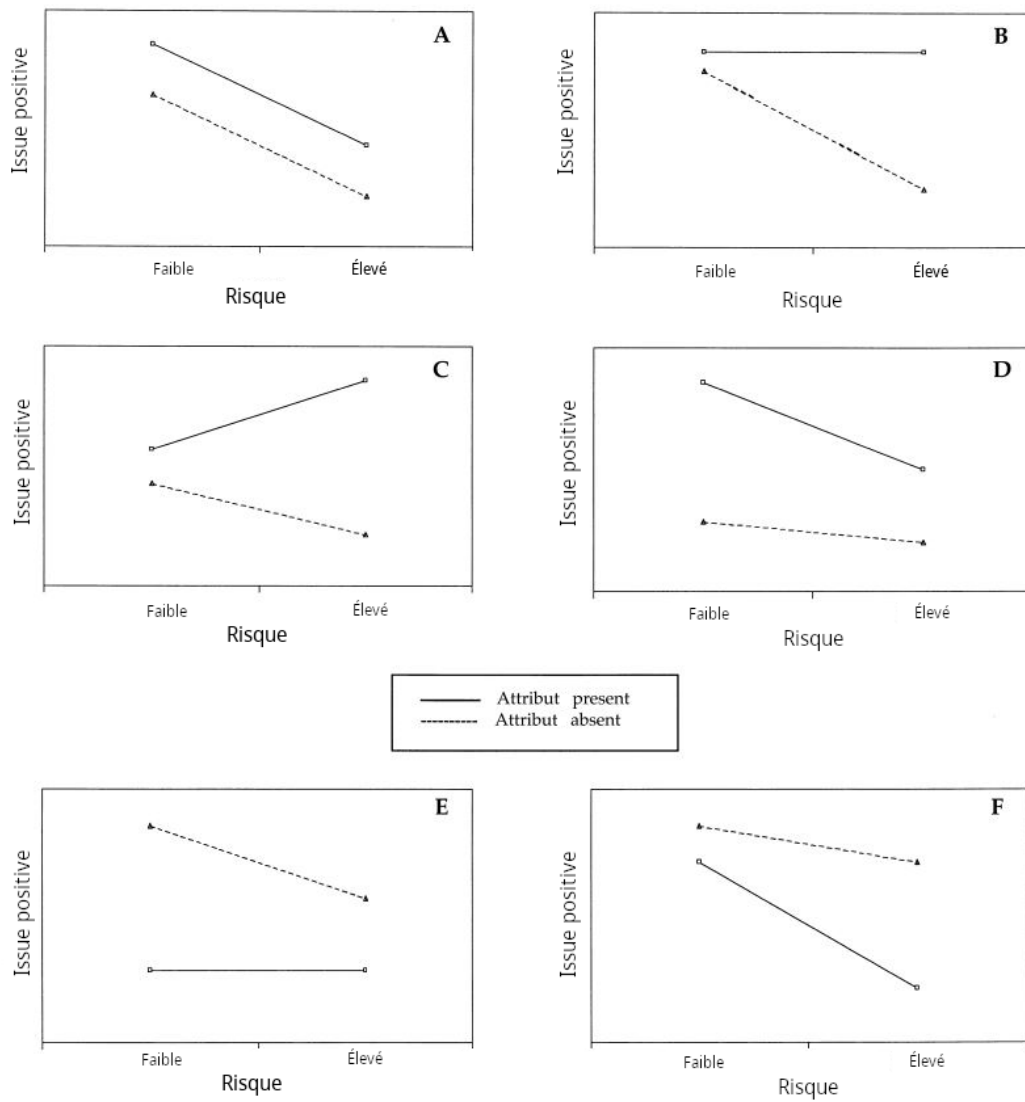 A
Issue positive
Faible
Élevé
Risque
B
Issue positive
Faible
Élevé
Risque
C
Issue positive
Faible
Élevé
Risque
D
Issue positive
Faible
Élevé
Risque
Attribut present
Attribut absent
E
Issue positive
Faible
Élevé
Risque
F
Issue positive
Faible
Élevé
Risque